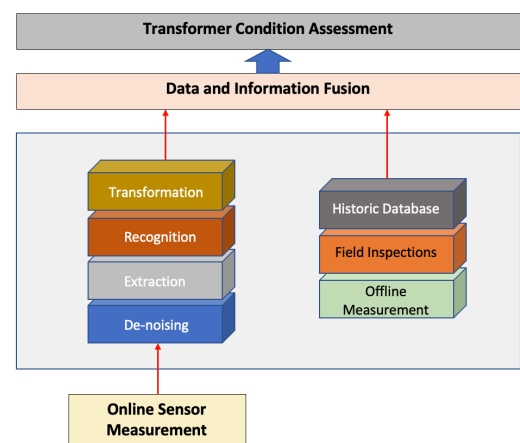 Transformer Condition Assessment
Data and Information Fusion
Transformation
Recognition
Extraction
De-noising
Historic Database
Field Inspections
Offline
Measurement
Online Sensor
Measurement